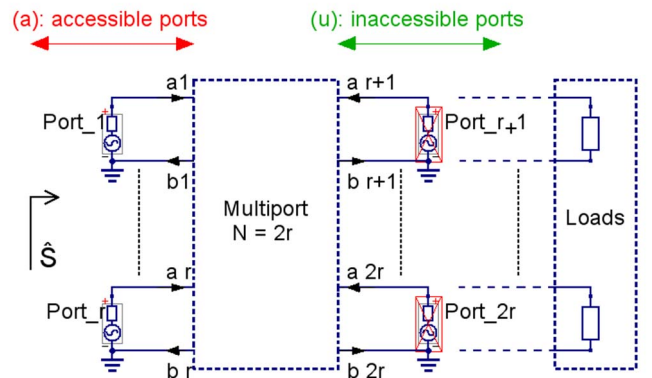 (a): accessible ports
(u): inaccessible ports
a1
a r+1
Port_1
Port_r+1
b1
b r+1
Multiport
N = 2r
Loads
Ŝ
a r
a 2r
Port_r
Port_2r
b r
b 2r